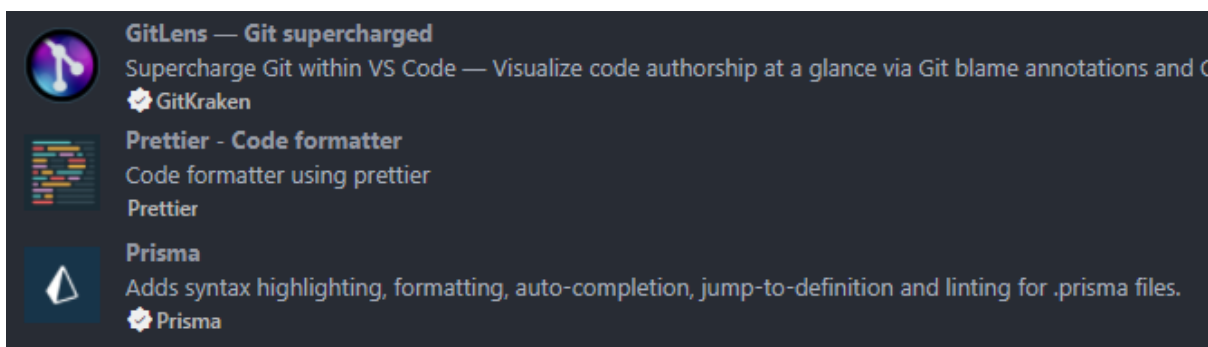 GitLens — Git supercharged
Supercharge Git within VS Code — Visualize code authorship at a glance via Git blame annotations and
GitKraken
Prettier - Code formatter
Code formatter using prettier
Prettier
Prisma
Adds syntax highlighting, formatting, auto-completion, jump-to-definition and linting for .prisma files.
Prisma